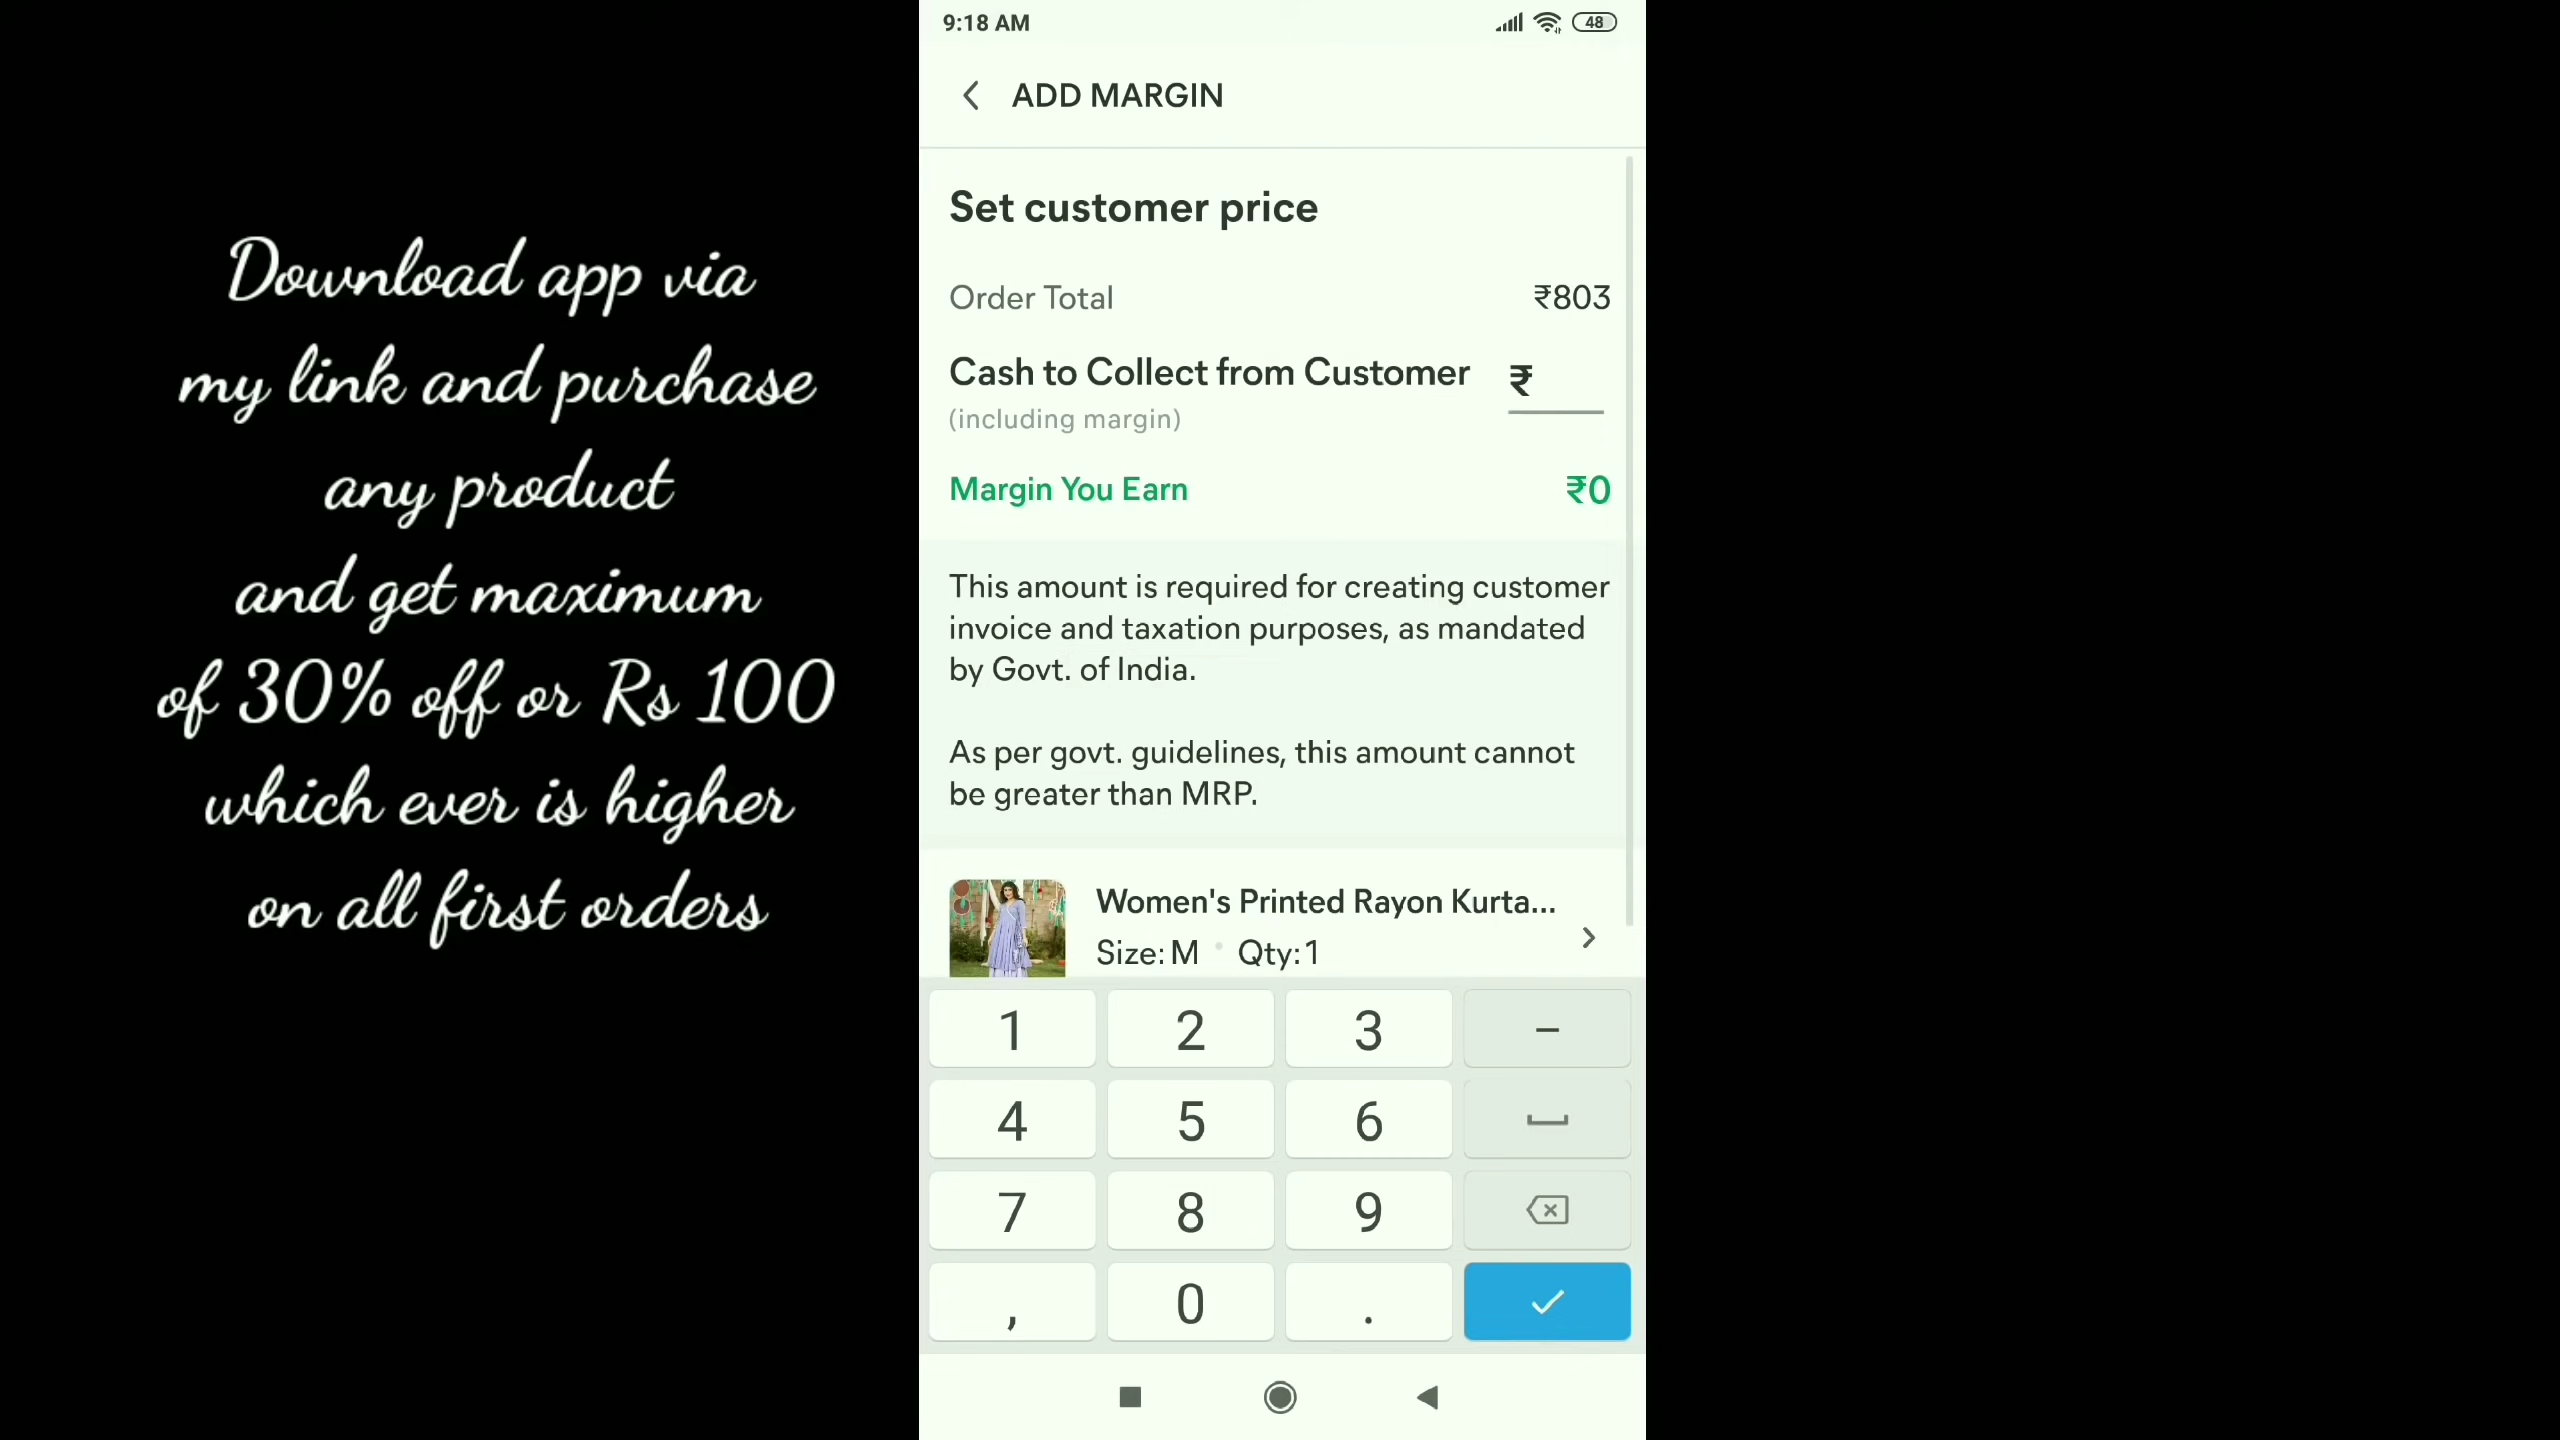 Download app via
my link and purchase
any product
and get maximum
of 30% off or Rs 100
which ever is higher
on all first orders
9:18 AM
48
ADD MARGIN
Set customer price
Order Total ₹803
Cash to Collect from Customer ₹
(including margin)
Margin You Earn ₹0
This amount is required for creating customer
invoice and taxation purposes, as mandated
by Govt. of India.
As per govt. guidelines, this amount cannot
be greater than MRP.
Women's Printed Rayon Kurta...
Size: M Qty: 1
1 2 3 –
4 5 6
7 8 9
, 0 .